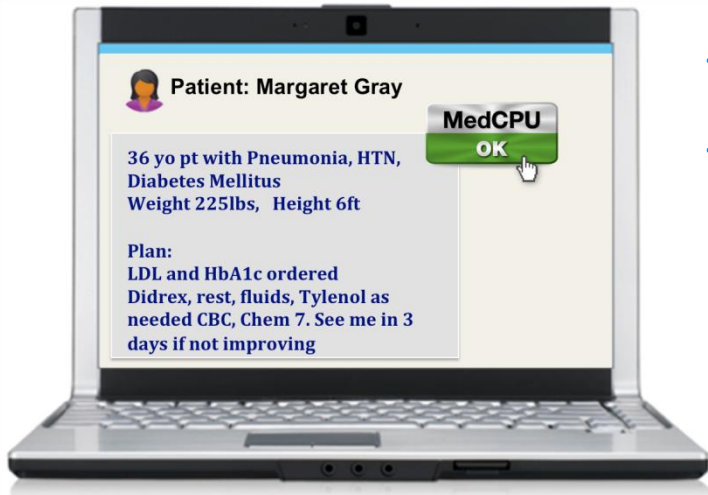 Patient: Margaret Gray
MedCPU
OK
36 yo pt with Pneumonia, HTN,
Diabetes Mellitus
Weight 225lbs, Height 6ft
Plan:
LDL and HbA1c ordered
Didrex, rest, fluids, Tylenol as
needed CBC, Chem 7. See me in 3
days if not improving